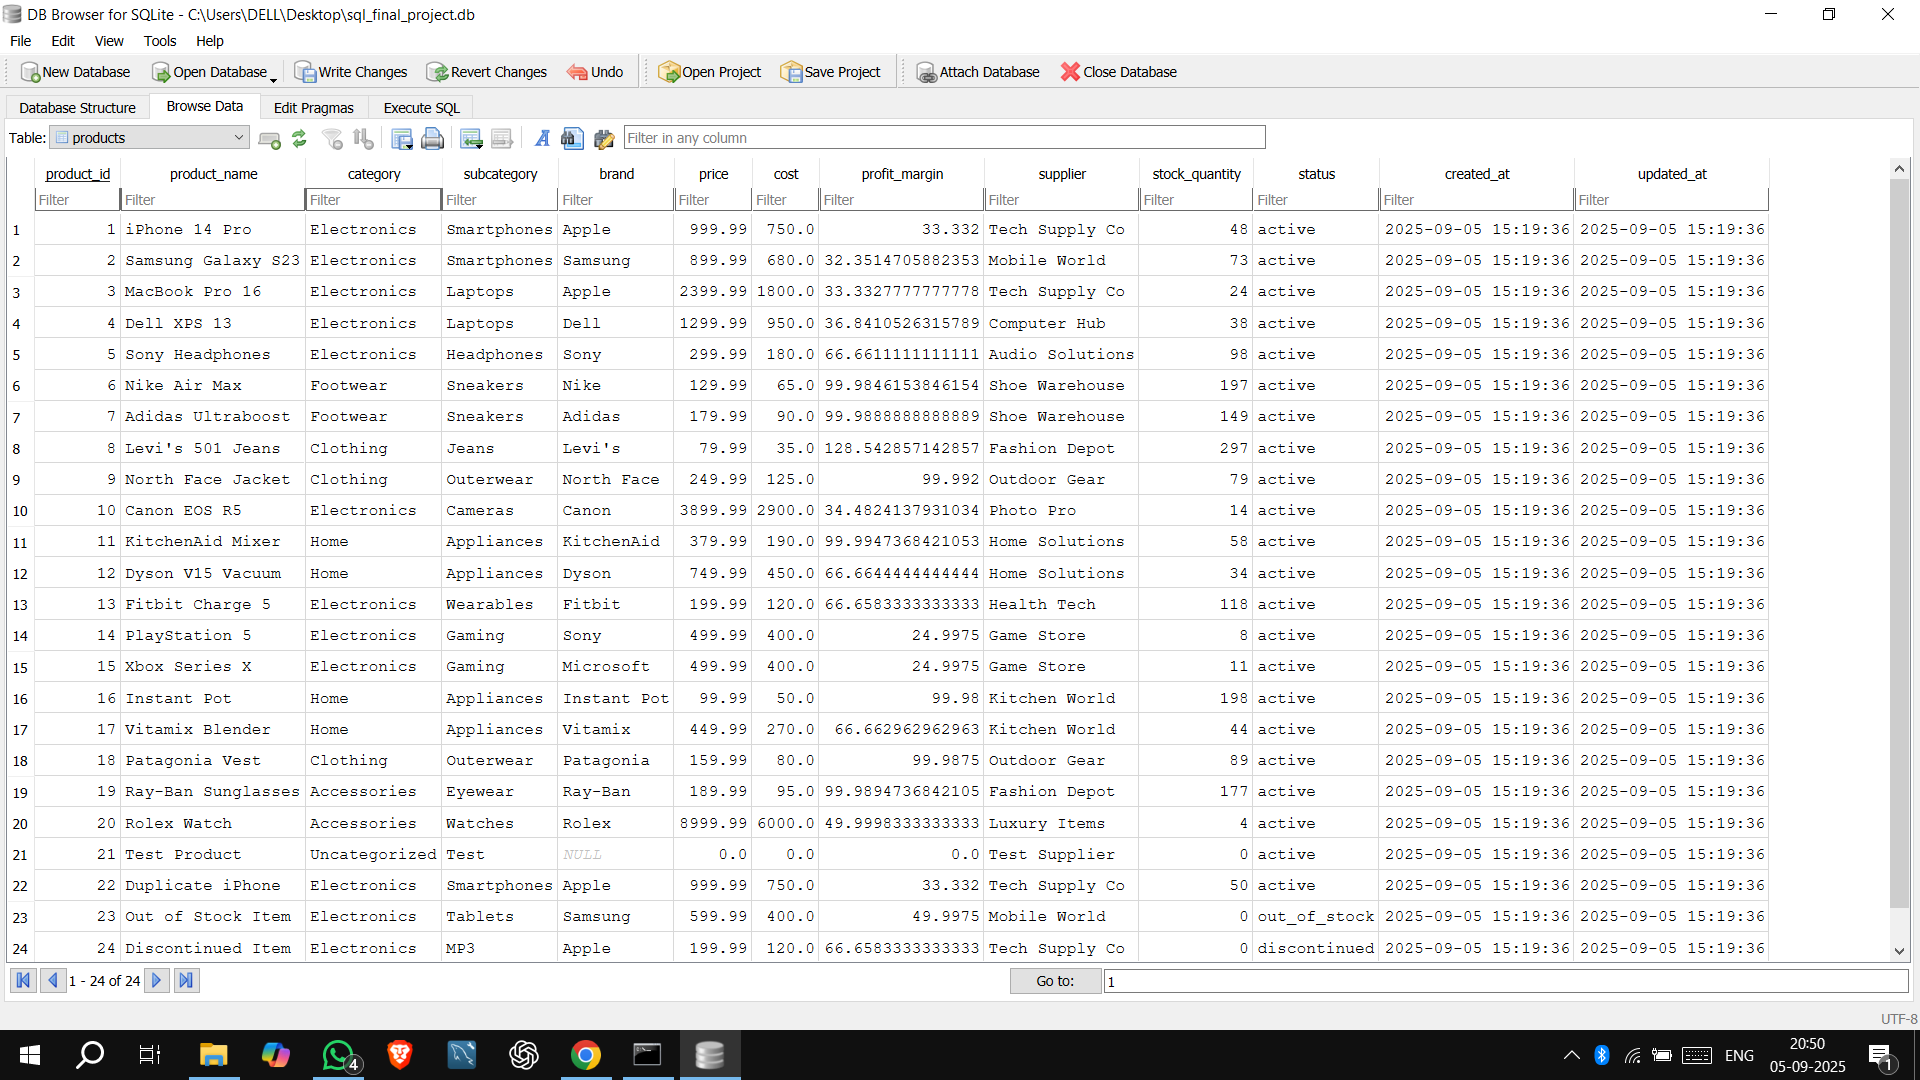 DB Browser for SQLite - C:\Users\DELL\Desktop\sql_final_project.db
File Edit View Tools Help
New Database Open Database Write Changes Revert Changes Undo Open Project Save Project Attach Database Close Database
Database Structure Browse Data Edit Pragmas Execute SQL
Table: products Filter in any column
product_id product_name category subcategory brand price cost profit_margin supplier stock_quantity status created_at updated_at
Filter Filter Filter Filter Filter Filter Filter Filter Filter Filter Filter Filter Filter
1 1 iPhone 14 Pro Electronics Smartphones Apple 999.99 750.0 33.332 Tech Supply Co 48 active 2025-09-05 15:19:36 2025-09-05 15:19:36
2 2 Samsung Galaxy S23 Electronics Smartphones Samsung 899.99 680.0 32.3514705882353 Mobile World 73 active 2025-09-05 15:19:36 2025-09-05 15:19:36
3 3 MacBook Pro 16 Electronics Laptops Apple 2399.99 1800.0 33.3327777777778 Tech Supply Co 24 active 2025-09-05 15:19:36 2025-09-05 15:19:36
4 4 Dell XPS 13 Electronics Laptops Dell 1299.99 950.0 36.8410526315789 Computer Hub 38 active 2025-09-05 15:19:36 2025-09-05 15:19:36
5 5 Sony Headphones Electronics Headphones Sony 299.99 180.0 66.6611111111111 Audio Solutions 98 active 2025-09-05 15:19:36 2025-09-05 15:19:36
6 6 Nike Air Max Footwear Sneakers Nike 129.99 65.0 99.9846153846154 Shoe Warehouse 197 active 2025-09-05 15:19:36 2025-09-05 15:19:36
7 7 Adidas Ultraboost Footwear Sneakers Adidas 179.99 90.0 99.9888888888889 Shoe Warehouse 149 active 2025-09-05 15:19:36 2025-09-05 15:19:36
8 8 Levi's 501 Jeans Clothing Jeans Levi's 79.99 35.0 128.542857142857 Fashion Depot 297 active 2025-09-05 15:19:36 2025-09-05 15:19:36
9 9 North Face Jacket Clothing Outerwear North Face 249.99 125.0 99.992 Outdoor Gear 79 active 2025-09-05 15:19:36 2025-09-05 15:19:36
10 10 Canon EOS R5 Electronics Cameras Canon 3899.99 2900.0 34.4824137931034 Photo Pro 14 active 2025-09-05 15:19:36 2025-09-05 15:19:36
11 11 KitchenAid Mixer Home Appliances KitchenAid 379.99 190.0 99.9947368421053 Home Solutions 58 active 2025-09-05 15:19:36 2025-09-05 15:19:36
12 12 Dyson V15 Vacuum Home Appliances Dyson 749.99 450.0 66.6644444444444 Home Solutions 34 active 2025-09-05 15:19:36 2025-09-05 15:19:36
13 13 Fitbit Charge 5 Electronics Wearables Fitbit 199.99 120.0 66.6583333333333 Health Tech 118 active 2025-09-05 15:19:36 2025-09-05 15:19:36
14 14 PlayStation 5 Electronics Gaming Sony 499.99 400.0 24.9975 Game Store 8 active 2025-09-05 15:19:36 2025-09-05 15:19:36
15 15 Xbox Series X Electronics Gaming Microsoft 499.99 400.0 24.9975 Game Store 11 active 2025-09-05 15:19:36 2025-09-05 15:19:36
16 16 Instant Pot Home Appliances Instant Pot 99.99 50.0 99.98 Kitchen World 198 active 2025-09-05 15:19:36 2025-09-05 15:19:36
17 17 Vitamix Blender Home Appliances Vitamix 449.99 270.0 66.662962962963 Kitchen World 44 active 2025-09-05 15:19:36 2025-09-05 15:19:36
18 18 Patagonia Vest Clothing Outerwear Patagonia 159.99 80.0 99.9875 Outdoor Gear 89 active 2025-09-05 15:19:36 2025-09-05 15:19:36
19 19 Ray-Ban Sunglasses Accessories Eyewear Ray-Ban 189.99 95.0 99.9894736842105 Fashion Depot 177 active 2025-09-05 15:19:36 2025-09-05 15:19:36
20 20 Rolex Watch Accessories Watches Rolex 8999.99 6000.0 49.9998333333333 Luxury Items 4 active 2025-09-05 15:19:36 2025-09-05 15:19:36
21 21 Test Product Uncategorized Test NULL 0.0 0.0 0.0 Test Supplier 0 active 2025-09-05 15:19:36 2025-09-05 15:19:36
22 22 Duplicate iPhone Electronics Smartphones Apple 999.99 750.0 33.332 Tech Supply Co 50 active 2025-09-05 15:19:36 2025-09-05 15:19:36
23 23 Out of Stock Item Electronics Tablets Samsung 599.99 400.0 49.9975 Mobile World 0 out_of_stock 2025-09-05 15:19:36 2025-09-05 15:19:36
24 24 Discontinued Item Electronics MP3 Apple 199.99 120.0 66.6583333333333 Tech Supply Co 0 discontinued 2025-09-05 15:19:36 2025-09-05 15:19:36
1 - 24 of 24 Go to: 1
UTF-8
4 ENG 20:50 1
05-09-2025